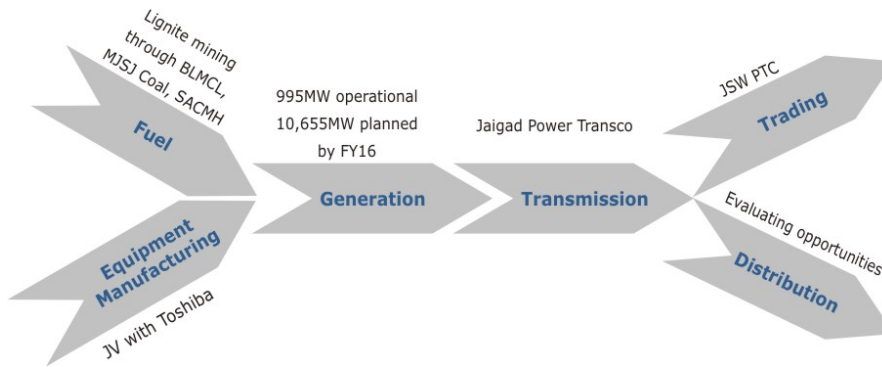 Lignite mining
through BLMCL,
MJSJ Coal, SACMH
Fuel
Equipment
Manufacturing
JV with Toshiba
995MW operational
10,655MW planned
by FY16
Generation
Jaigad Power Transco
Transmission
JSW PTC
Trading
Evaluating opportunities
Distribution